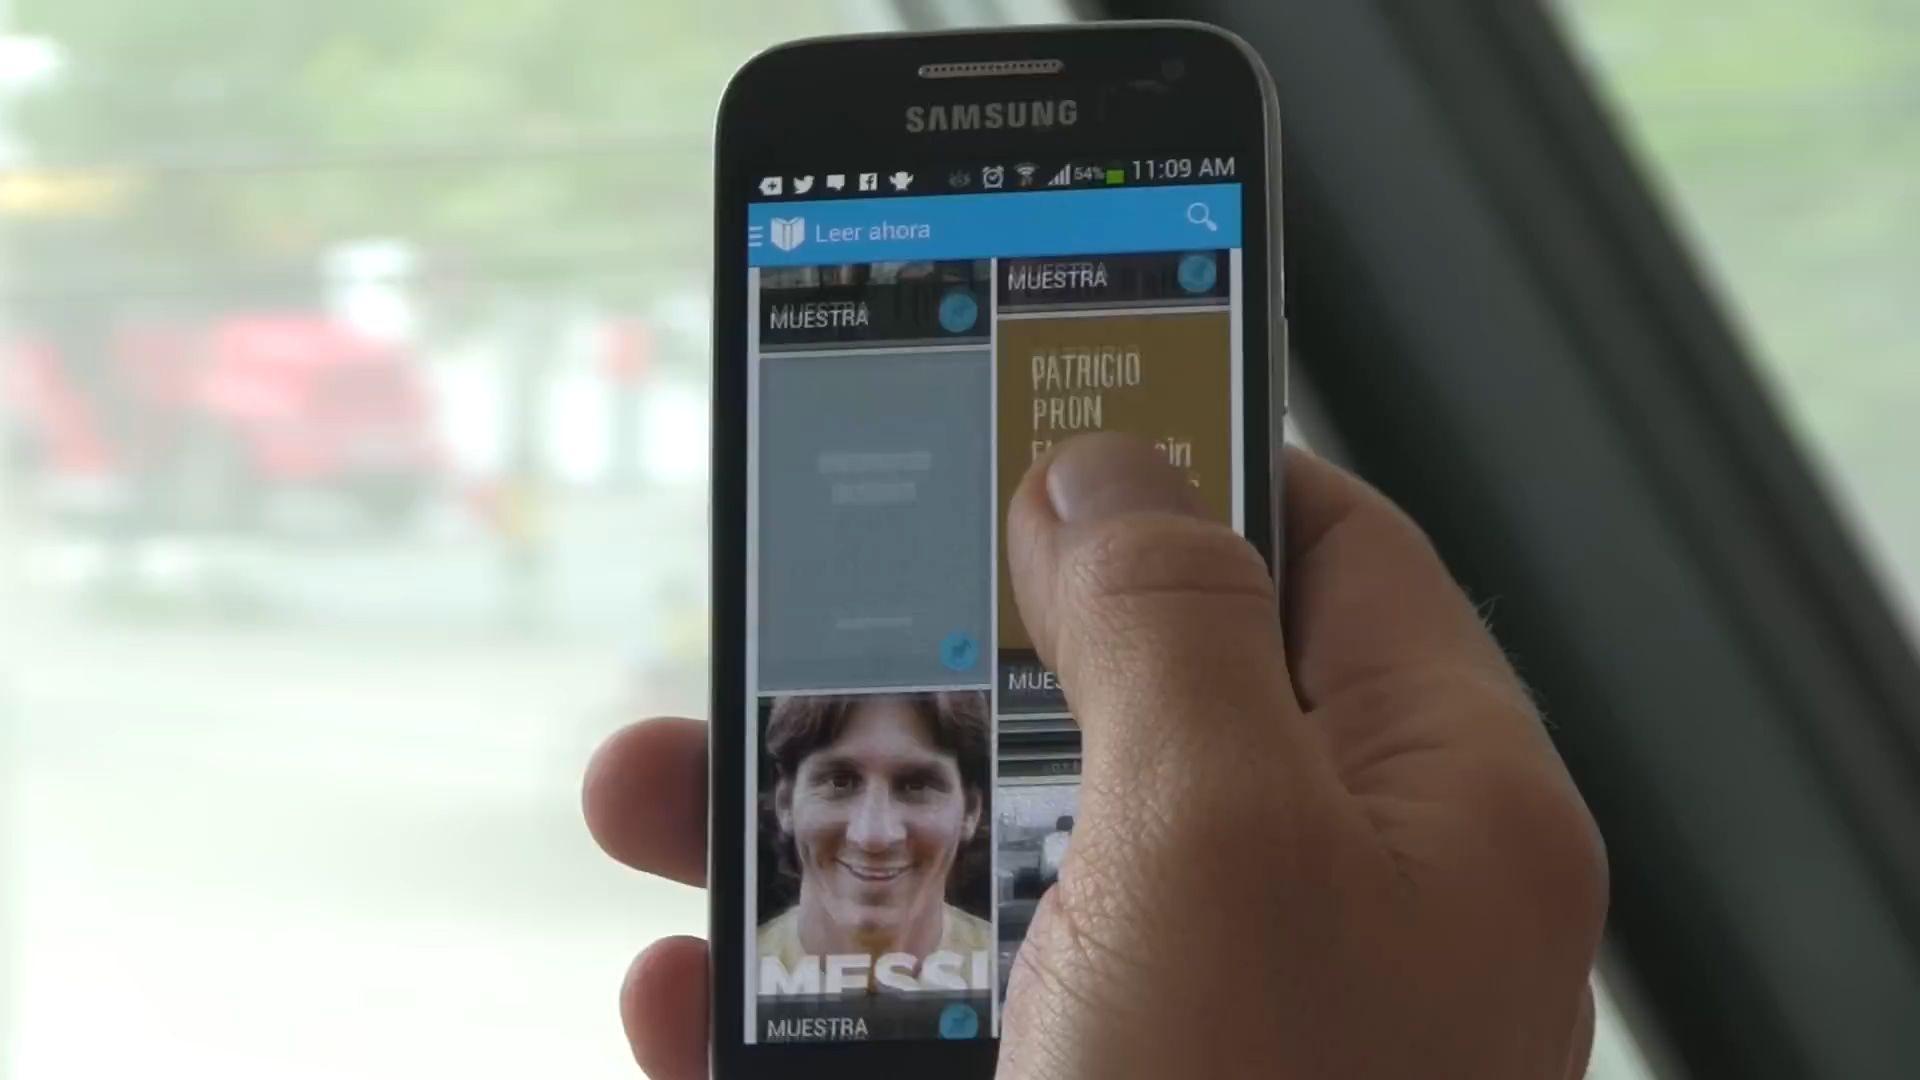 SAMSUNG
54% 11:09 AM
Leer ahora
MUESTRA
MUESTRA
PATRICIO
PRON
MESSI
MUESTRA